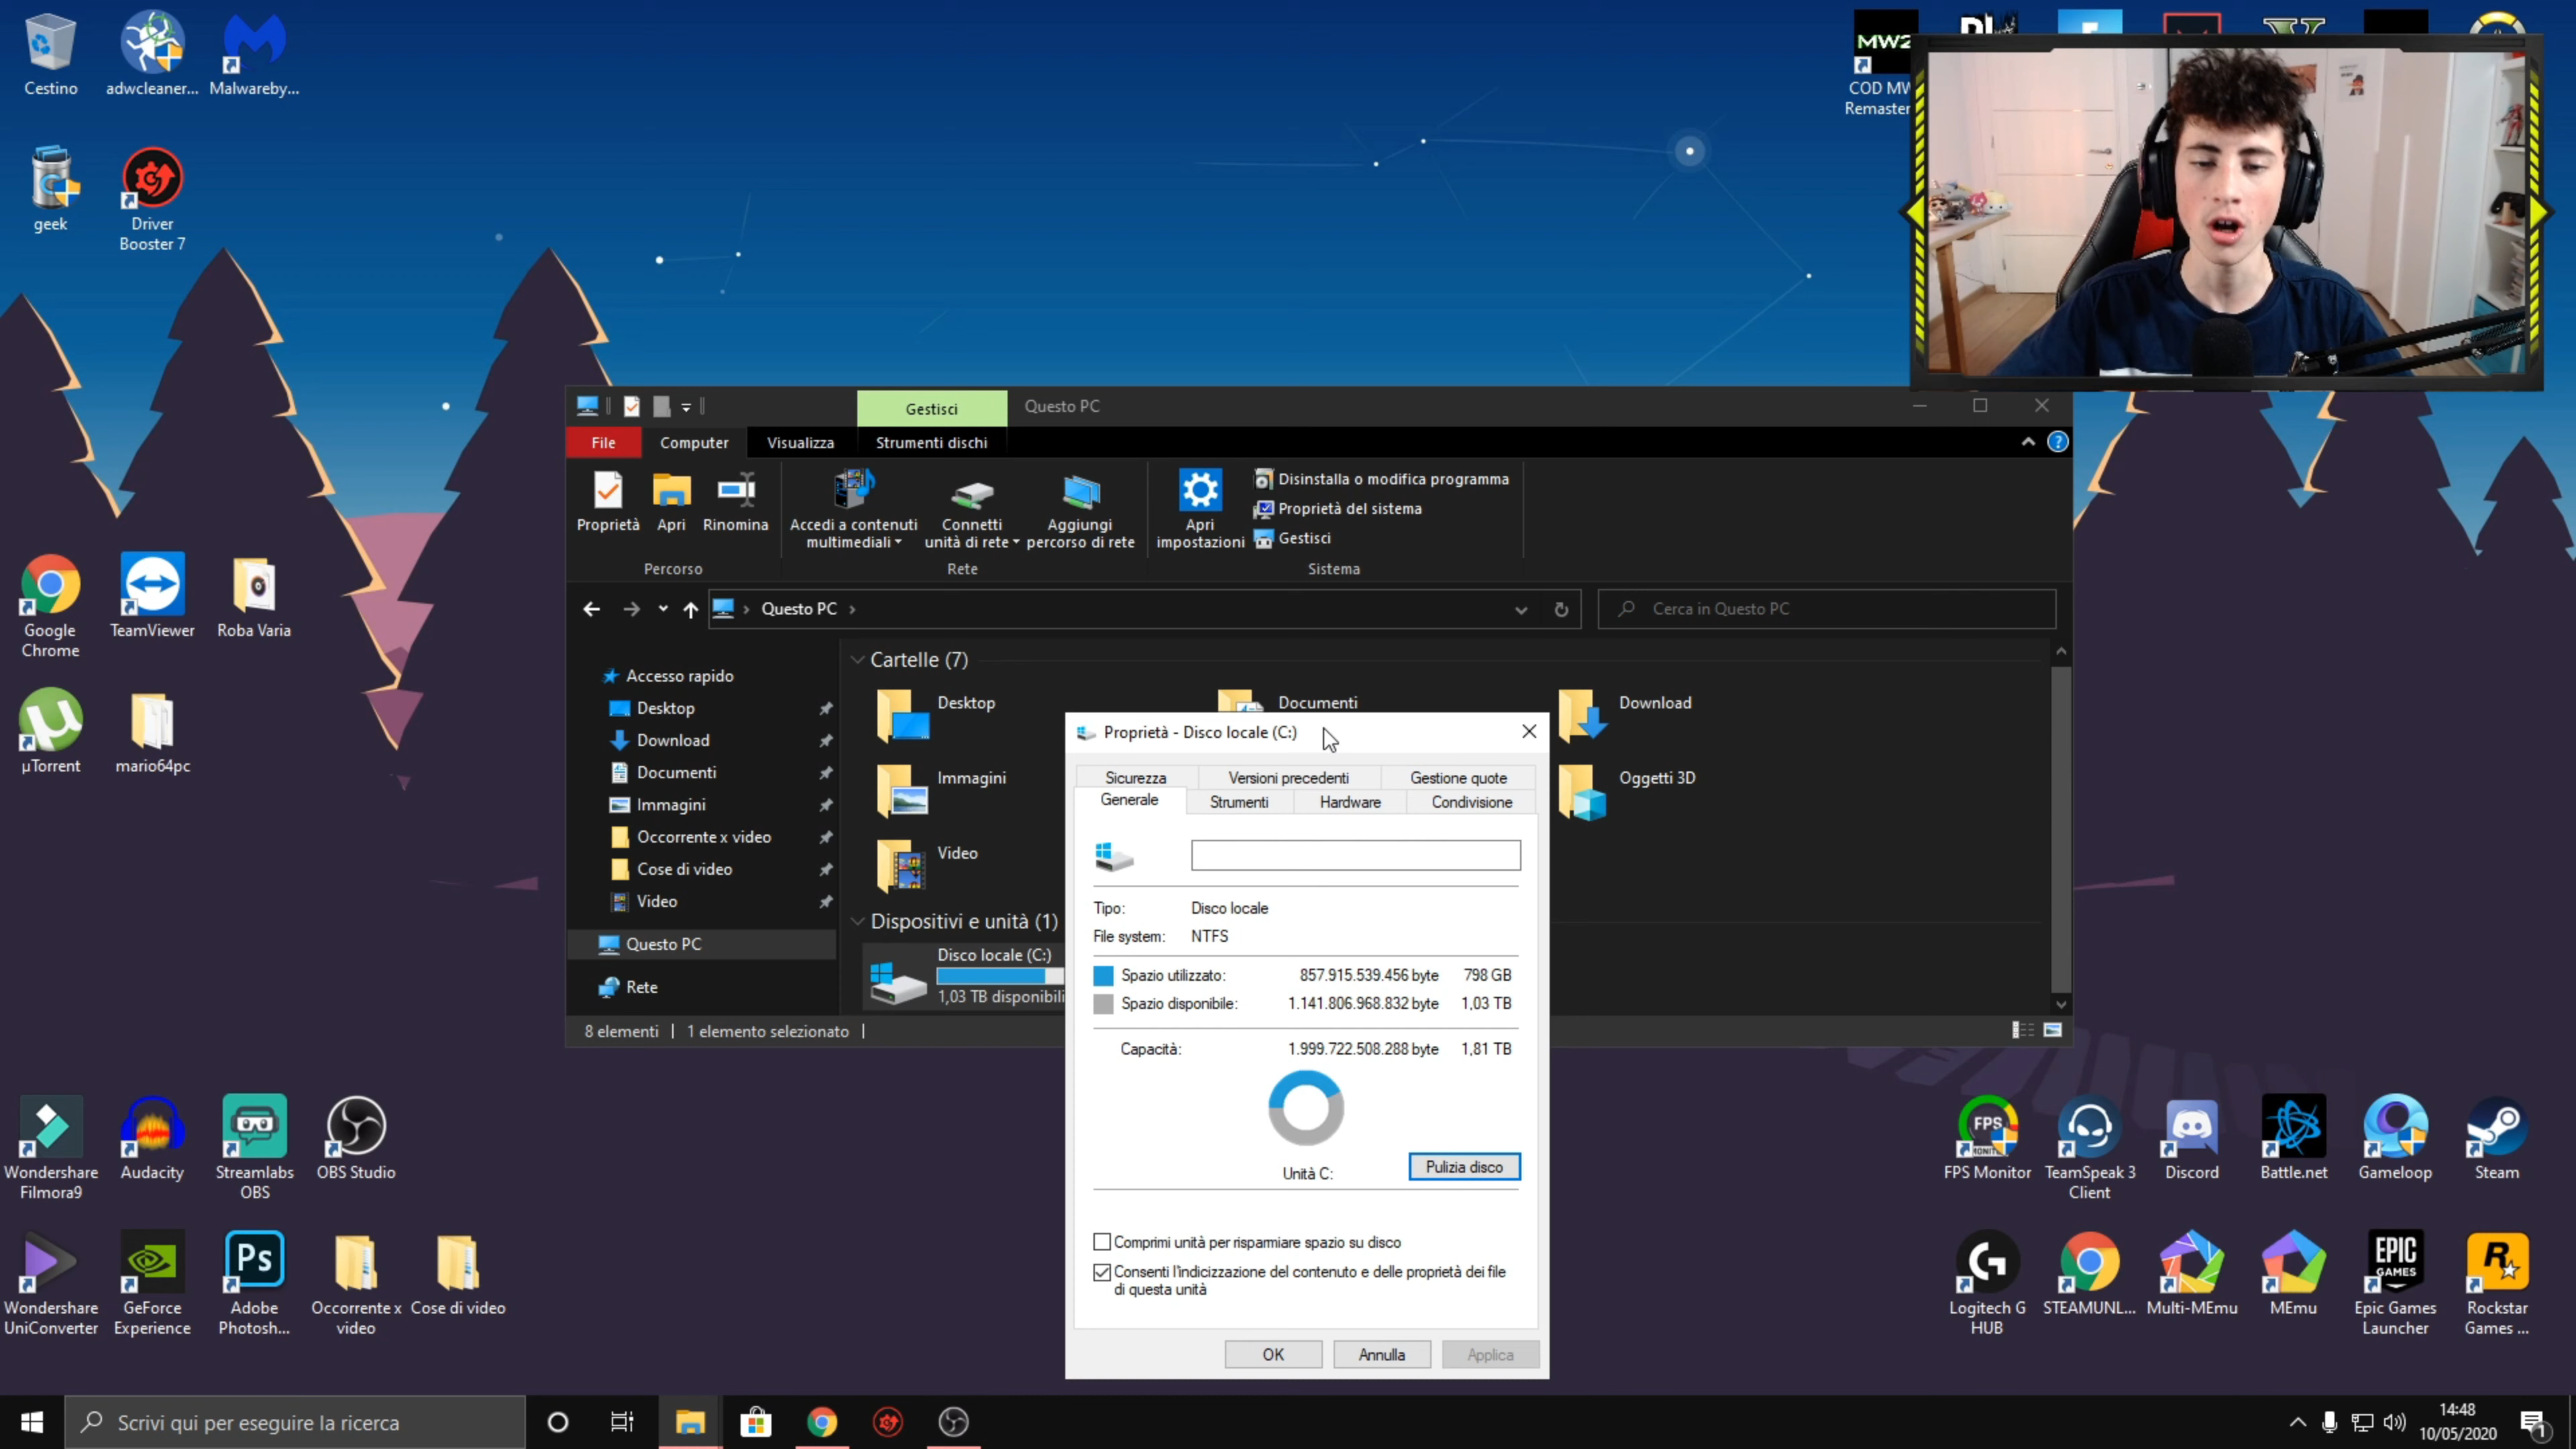 Cestino
adwcleaner...
Malwareby...
MW2
COD MW
Remaster
geek
Driver
Booster 7
Gestisci
Questo PC
File
Computer
Visualizza
Strumenti dischi
Proprietà
Apri
Rinomina
Accedi a contenuti
multimediali
Connetti
unità di rete
Aggiungi
percorso di rete
Apri
impostazioni
Disinstalla o modifica programma
Proprietà del sistema
Gestisci
Percorso
Rete
Sistema
Questo PC
Cerca in Questo PC
Google
Chrome
TeamViewer
Roba Varia
µTorrent
mario64pc
Accesso rapido
Desktop
Download
Documenti
Immagini
Occorrente x video
Cose di video
Video
Questo PC
Rete
Cartelle (7)
Desktop
Documenti
Download
Immagini
Oggetti 3D
Video
Dispositivi e unità (1)
Disco locale (C:)
1,03 TB disponibili
8 elementi
1 elemento selezionato
Proprietà - Disco locale (C:)
Sicurezza
Versioni precedenti
Gestione quote
Generale
Strumenti
Hardware
Condivisione
Tipo: Disco locale
File system: NTFS
Spazio utilizzato: 857.915.539.456 byte 798 GB
Spazio disponibile: 1.141.806.968.832 byte 1,03 TB
Capacità: 1.999.722.508.288 byte 1,81 TB
Unità C:
Pulizia disco
Comprimi unità per risparmiare spazio su disco
Consenti l'indicizzazione del contenuto e delle proprietà dei file
di questa unità
OK
Annulla
Applica
Wondershare
Filmora9
Audacity
Streamlabs
OBS
OBS Studio
Wondershare
UniConverter
GeForce
Experience
Ps
Adobe
Photosh...
Occorrente x
video
Cose di video
FPS
MONITOR
FPS Monitor
TeamSpeak 3
Client
Discord
Battle.net
Gameloop
Steam
Logitech G
HUB
STEAMUNL...
Multi-MEmu
MEmu
EPIC
GAMES
Epic Games
Launcher
R
Rockstar
Games ...
Scrivi qui per eseguire la ricerca
14:48
10/05/2020
1